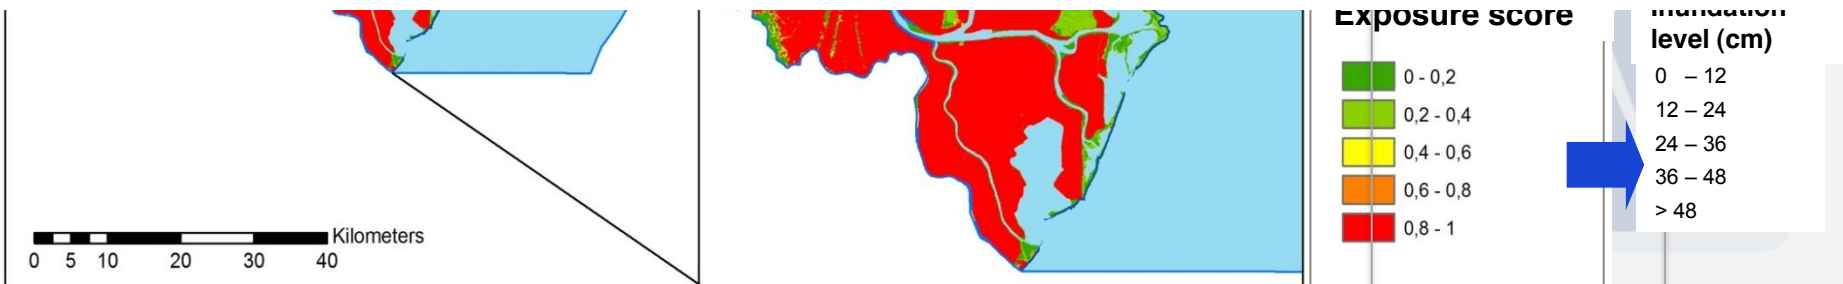 Exposure score
0 - 0,2
0,2 - 0,4
0,4 - 0,6
0,6 - 0,8
0,8 - 1
Inundation
level (cm)
0 – 12
12 – 24
24 – 36
36 – 48
> 48
Kilometers
0 5 10 20 30 40